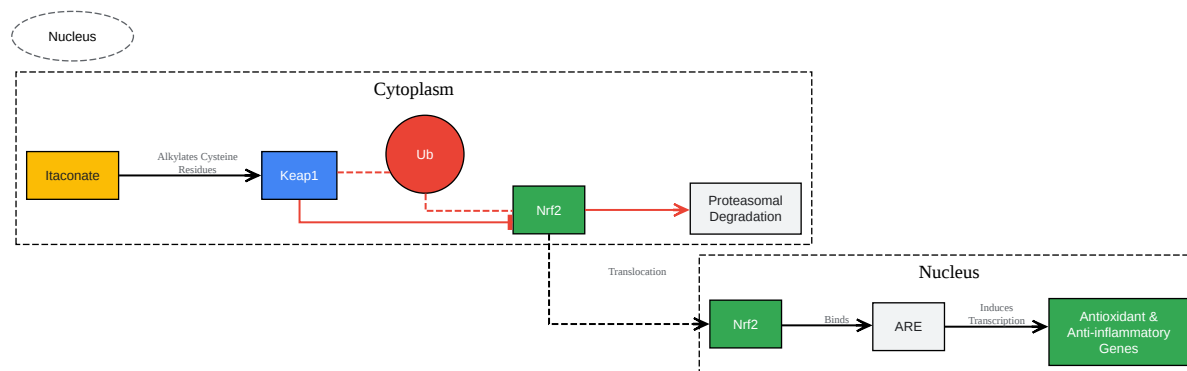 Nucleus
Cytoplasm
Alkylates Cysteine
Residues
Itaconate
Keap1
Ub
Nrf2
Proteasomal
Degradation
Translocation
Nucleus
Nrf2
Binds
ARE
Induces
Transcription
Antioxidant &
Anti-inflammatory
Genes